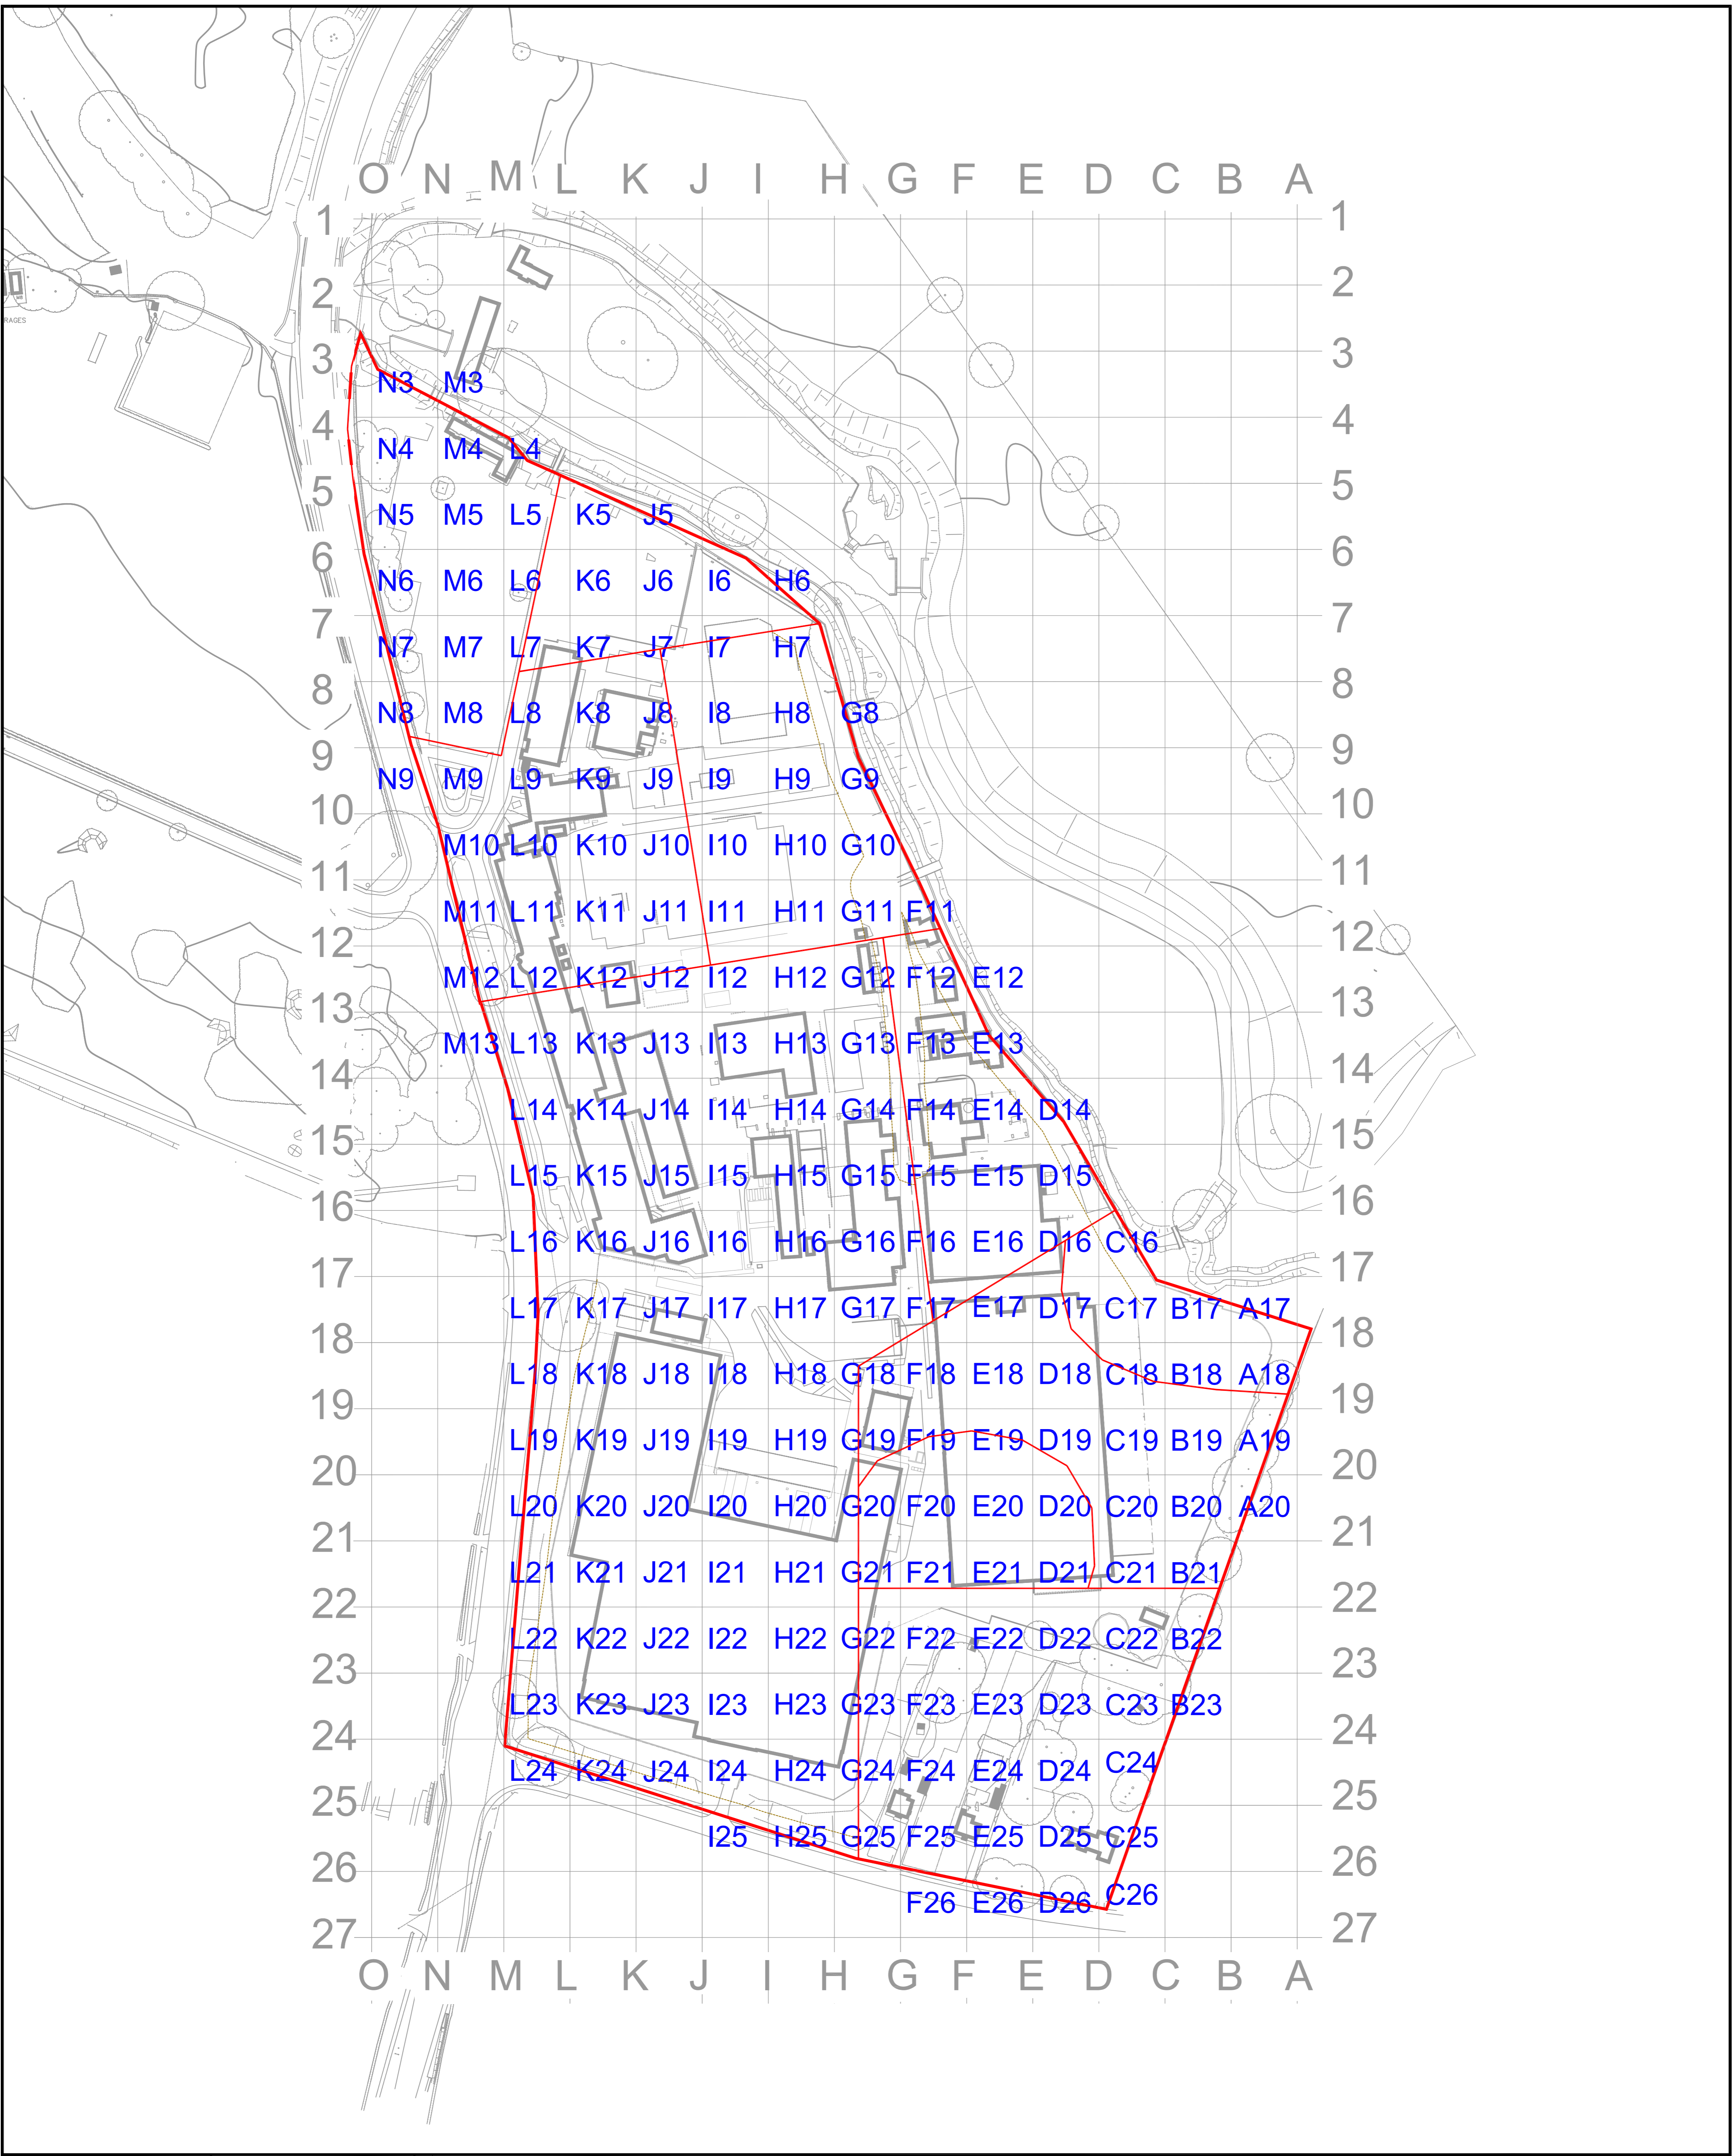 O N M L K J I H G F E D C B A
1 1
2 2
RAGES
3 3
N3 M3
4 4
N4 M4 L4
5 5
N5 M5 L5 K5 J5
6 6
N6 M6 L6 K6 J6 I6 H6
7 7
N7 M7 L7 K7 J7 I7 H7
8 8
N8 M8 L8 K8 J8 I8 H8 G8
9 9
N9 M9 L9 K9 J9 I9 H9 G9
10 10
M10 L10 K10 J10 I10 H10 G10
11 11
M11 L11 K11 J11 I11 H11 G11 F11
12 12
M12 L12 K12 J12 I12 H12 G12 F12 E12
13 13
M13 L13 K13 J13 I13 H13 G13 F13 E13
14 14
L14 K14 J14 I14 H14 G14 F14 E14 D14
15 15
L15 K15 J15 I15 H15 G15 F15 E15 D15
16 16
L16 K16 J16 I16 H16 G16 F16 E16 D16 C16
17 17
L17 K17 J17 I17 H17 G17 F17 E17 D17 C17 B17 A17
18 18
L18 K18 J18 I18 H18 G18 F18 E18 D18 C18 B18 A18
19 19
L19 K19 J19 I19 H19 G19 F19 E19 D19 C19 B19 A19
20 20
L20 K20 J20 I20 H20 G20 F20 E20 D20 C20 B20 A20
21 21
L21 K21 J21 I21 H21 G21 F21 E21 D21 C21 B21
22 22
L22 K22 J22 I22 H22 G22 F22 E22 D22 C22 B22
23 23
L23 K23 J23 I23 H23 G23 F23 E23 D23 C23 B23
24 24
L24 K24 J24 I24 H24 G24 F24 E24 D24 C24
25 25
I25 H25 G25 F25 E25 D25 C25
26 26
F26 E26 D26 C26
27 27
O N M L K J I H G F E D C B A